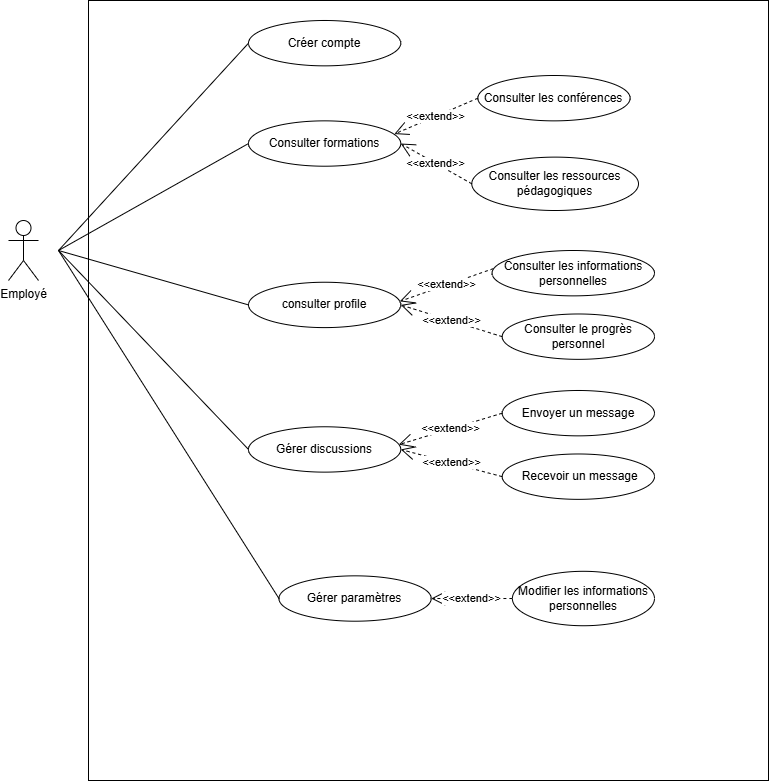 Créer compte
Consulter les conférences
<<extend>>
Consulter formations
<<extend>>
Consulter les ressources
pédagogiques
Employé
Consulter les informations
personnelles
<<extend>>
consulter profile
<<extend>>
Consulter le progrès
personnel
Envoyer un message
<<extend>>
Gérer discussions
<<extend>>
Recevoir un message
Gérer paramètres
<<extend>>
Modifier les informations
personnelles